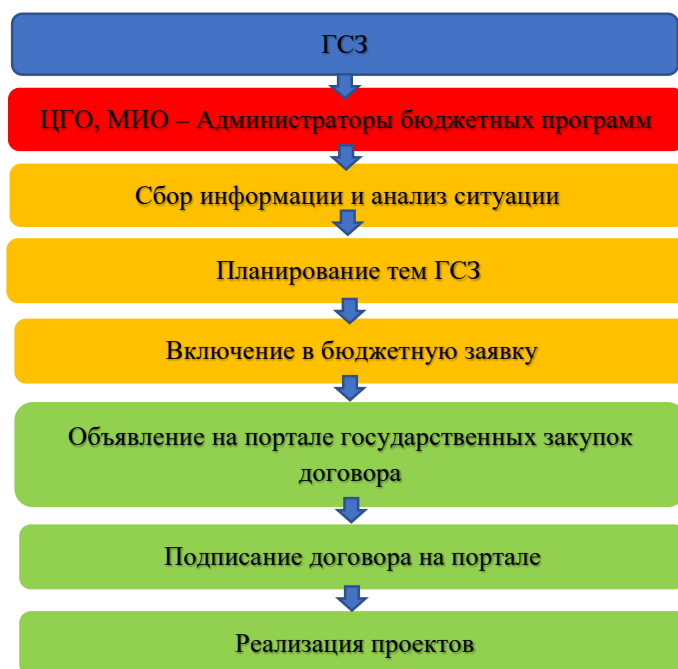 ГСЗ
ЦГО, МИО – Администраторы бюджетных программ
Сбор информации и анализ ситуации
Планирование тем ГСЗ
Включение в бюджетную заявку
Объявление на портале государственных закупок
договора
Подписание договора на портале
Реализация проектов